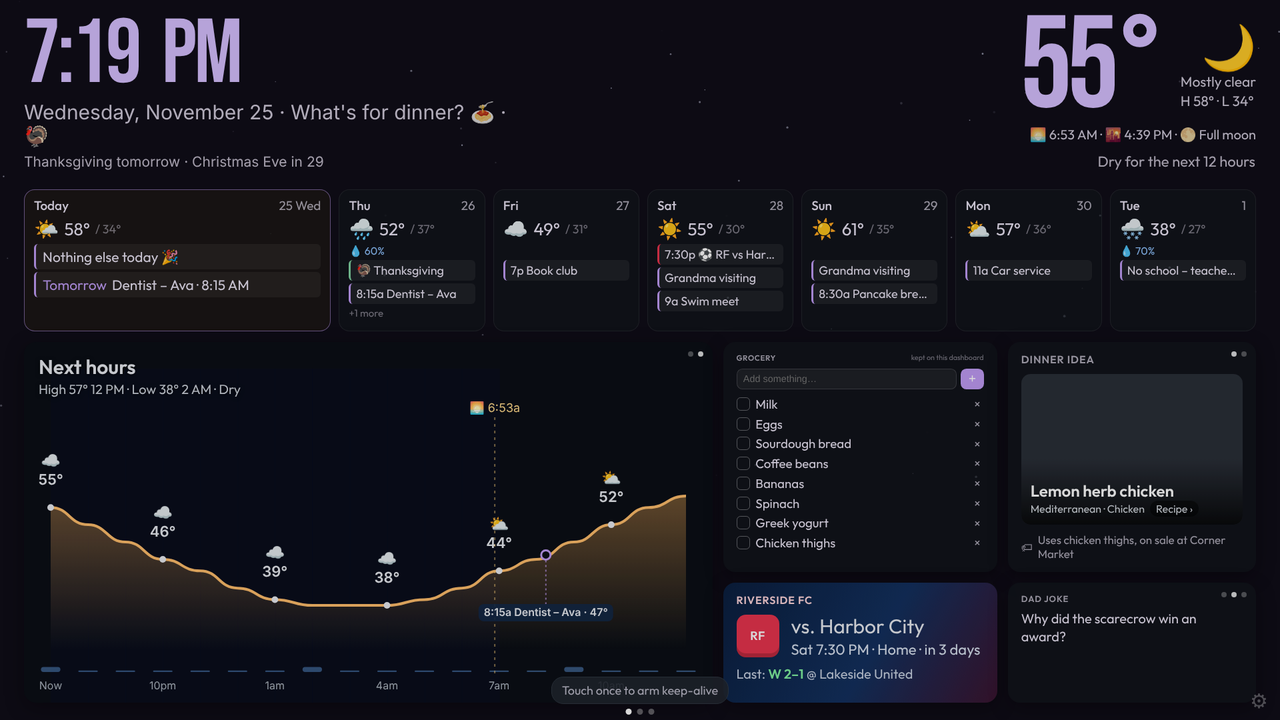 7:19 PM
Wednesday, November 25 · What's for dinner? 🍝 ·
🦃
Thanksgiving tomorrow · Christmas Eve in 29
55°
Mostly clear
H 58° · L 34°
🌅 6:53 AM · 🌇 4:39 PM · 🌕 Full moon
Dry for the next 12 hours
Today 25 Wed
58° / 34°
Nothing else today 🎉
Tomorrow Dentist – Ava · 8:15 AM
Thu 26
52° / 37°
💧 60%
🦃 Thanksgiving
8:15a Dentist – Ava
+1 more
Fri 27
49° / 31°
7p Book club
Sat 28
55° / 30°
7:30p ⚽ RF vs Har…
Grandma visiting
9a Swim meet
Sun 29
61° / 35°
Grandma visiting
8:30a Pancake bre…
Mon 30
57° / 36°
11a Car service
Tue 1
38° / 27°
💧 70%
No school – teache…
Next hours
High 57° 12 PM · Low 38° 2 AM · Dry
🌅 6:53a
55°
46°
39°
38°
44°
52°
8:15a Dentist – Ava · 47°
Now 10pm 1am 4am 7am
Touch once to arm keep-alive
GROCERY kept on this dashboard
Add something… +
Milk ×
Eggs ×
Sourdough bread ×
Coffee beans ×
Bananas ×
Spinach ×
Greek yogurt ×
Chicken thighs ×
DINNER IDEA
Lemon herb chicken
Mediterranean · Chicken Recipe ›
Uses chicken thighs, on sale at Corner
Market
RIVERSIDE FC
RF
vs. Harbor City
Sat 7:30 PM · Home · in 3 days
Last: W 2–1 @ Lakeside United
DAD JOKE
Why did the scarecrow win an
award?